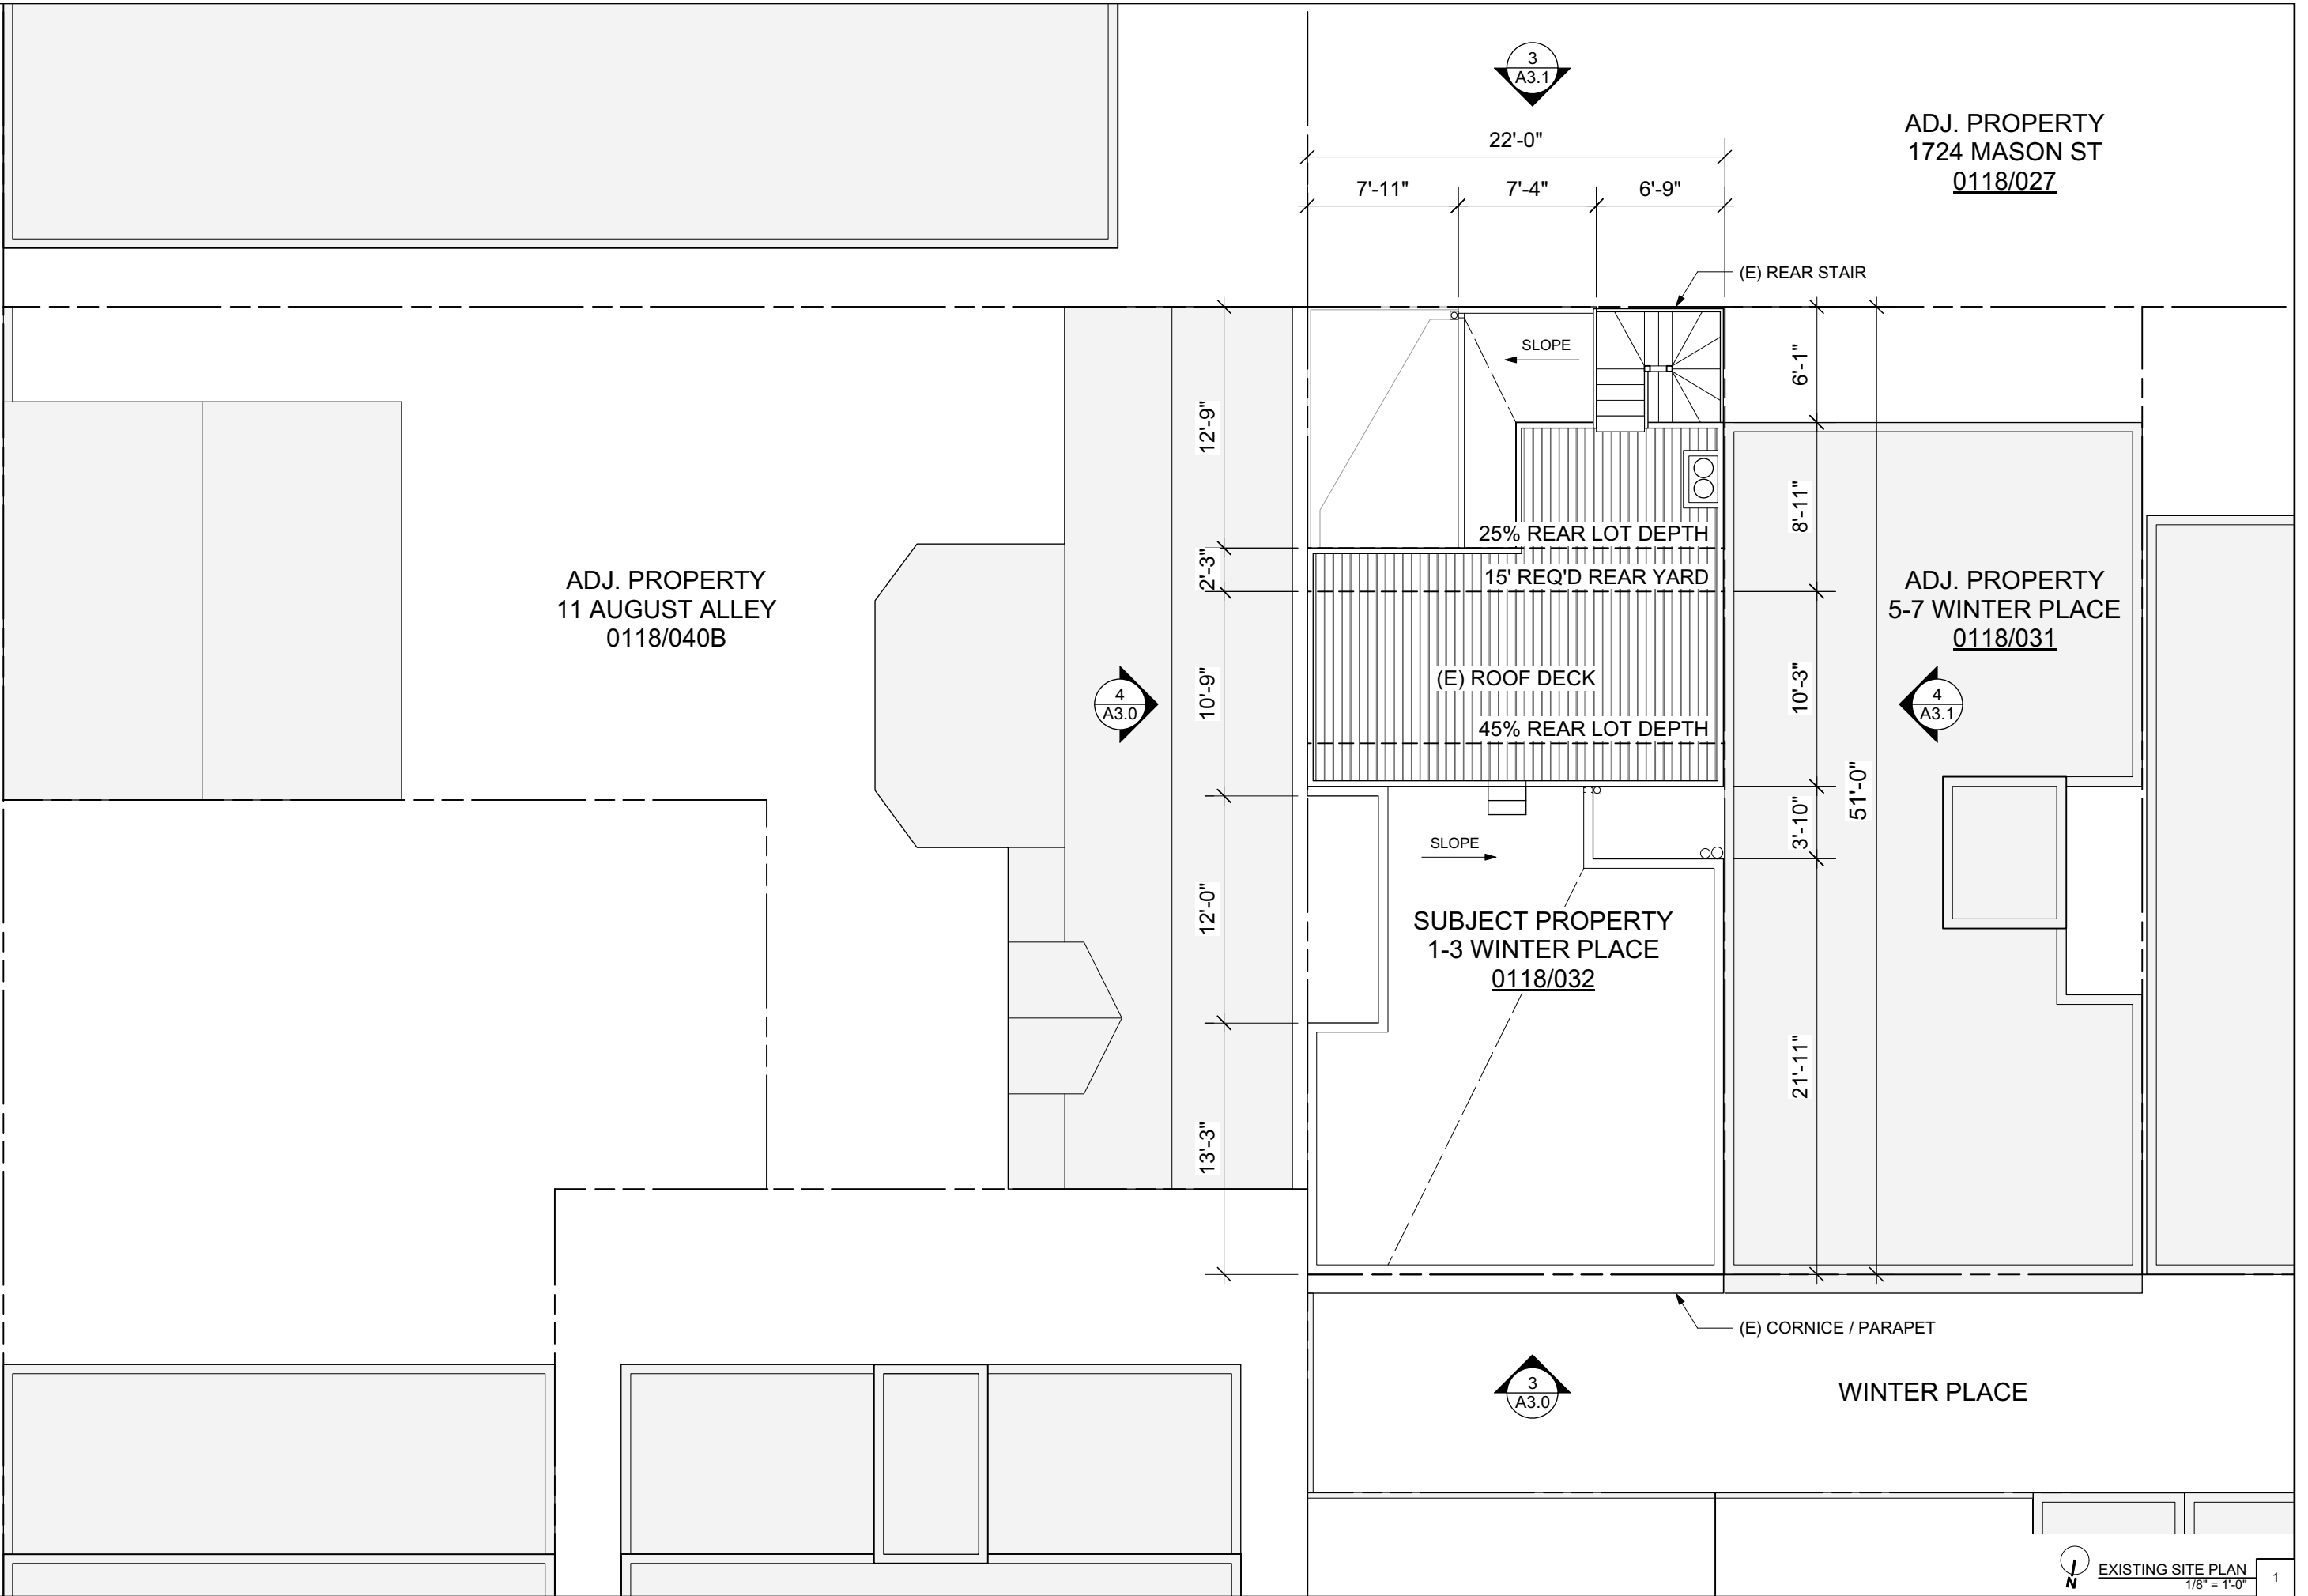 3
A3.1
ADJ. PROPERTY
1724 MASON ST
0118/027
22'-0"
7'-11"
7'-4"
6'-9"
(E) REAR STAIR
SLOPE
6'-1"
12'-9"
8'-11"
25% REAR LOT DEPTH
2'-3"
15' REQ'D REAR YARD
ADJ. PROPERTY
11 AUGUST ALLEY
0118/040B
ADJ. PROPERTY
5-7 WINTER PLACE
0118/031
(E) ROOF DECK
10'-9"
10'-3"
4
A3.0
4
A3.1
45% REAR LOT DEPTH
51'-0"
3'-10"
SLOPE
12'-0"
SUBJECT PROPERTY
1-3 WINTER PLACE
0118/032
21'-11"
13'-3"
(E) CORNICE / PARAPET
3
A3.0
WINTER PLACE
N
EXISTING SITE PLAN
1/8" = 1'-0"
1